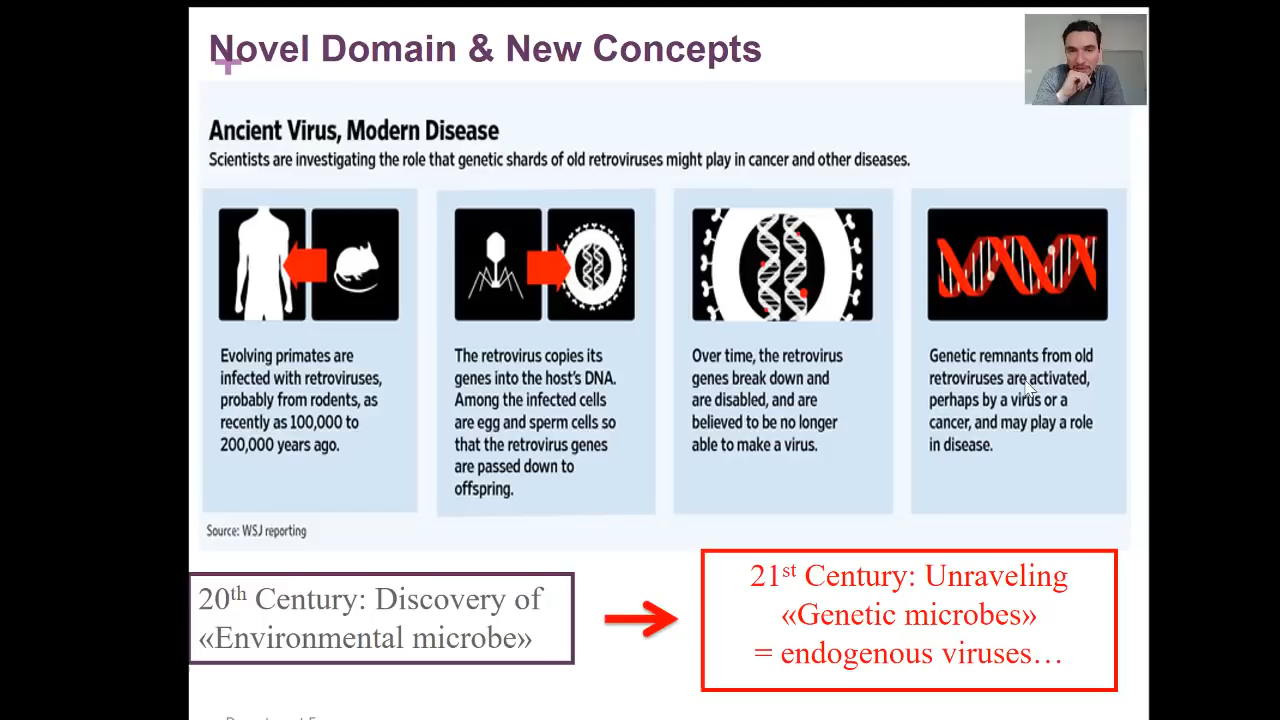 Novel Domain & New Concepts
Ancient Virus, Modern Disease
Scientists are investigating the role that genetic shards of old retroviruses might play in cancer and other diseases.
Evolving primates are
infected with retroviruses,
probably from rodents, as
recently as 100,000 to
200,000 years ago.
The retrovirus copies its
genes into the host's DNA.
Among the infected cells
are egg and sperm cells so
that the retrovirus genes
are passed down to
offspring.
Over time, the retrovirus
genes break down and
are disabled, and are
believed to be no longer
able to make a virus.
Genetic remnants from old
retroviruses are activated,
perhaps by a virus or a
cancer, and may play a role
in disease.
Source: WSJ reporting
20th Century: Discovery of
«Environmental microbe»
21st Century: Unraveling
«Genetic microbes»
= endogenous viruses…